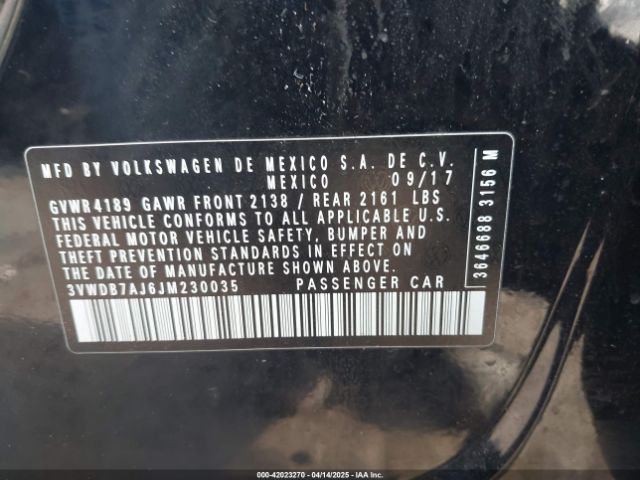 MFD BY VOLKSWAGEN DE MEXICO S.A. DE C.V.
MEXICO 09/17
GVWR4189 GAWR FRONT 2138 / REAR 2161 LBS
THIS VEHICLE CONFORMS TO ALL APPLICABLE U.S.
FEDERAL MOTOR VEHICLE SAFETY, BUMPER AND
THEFT PREVENTION STANDARDS IN EFFECT ON
THE DATE OF MANUFACTURE SHOWN ABOVE.
3VWDB7AJ6JM230035 PASSENGER CAR
3646688 3156 M
000-42023270 - 04/14/2025 - IAA Holdings, LLC